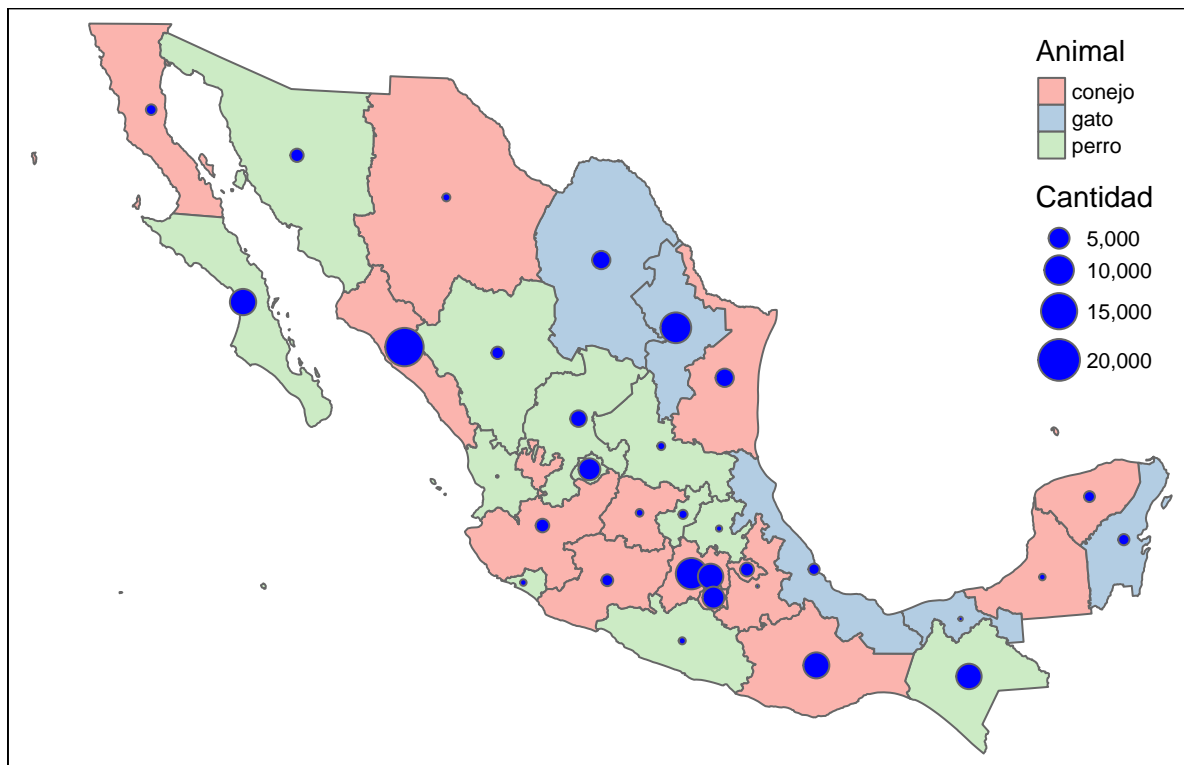 Animal
conejo
gato
perro
Cantidad
5,000
10,000
15,000
20,000